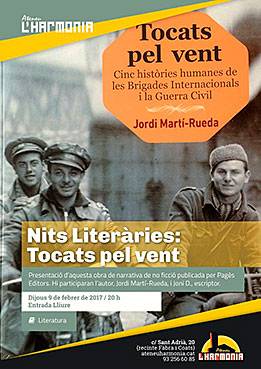 Ateneu
L'HARMONIA
Tocats
pel vent
Cinc històries humanes de
les Brigades Internacionals
i la Guerra Civil
Jordi Martí-Rueda
Nits Literàries:
Tocats pel vent
Presentació d'aquesta obra de narrativa de no ficció publicada per Pagès
Editors. Hi participaran l'autor, Jordi Martí-Rueda, i Joni D., escriptor.
Dijous 9 de febrer de 2017 / 20 h
Entrada Lliure
Literatura
c/ Sant Adrià, 20
(recinte Fabra i Coats)
ateneuharmonia.cat
93 256 60 85
Ateneu
L'HARMONIA